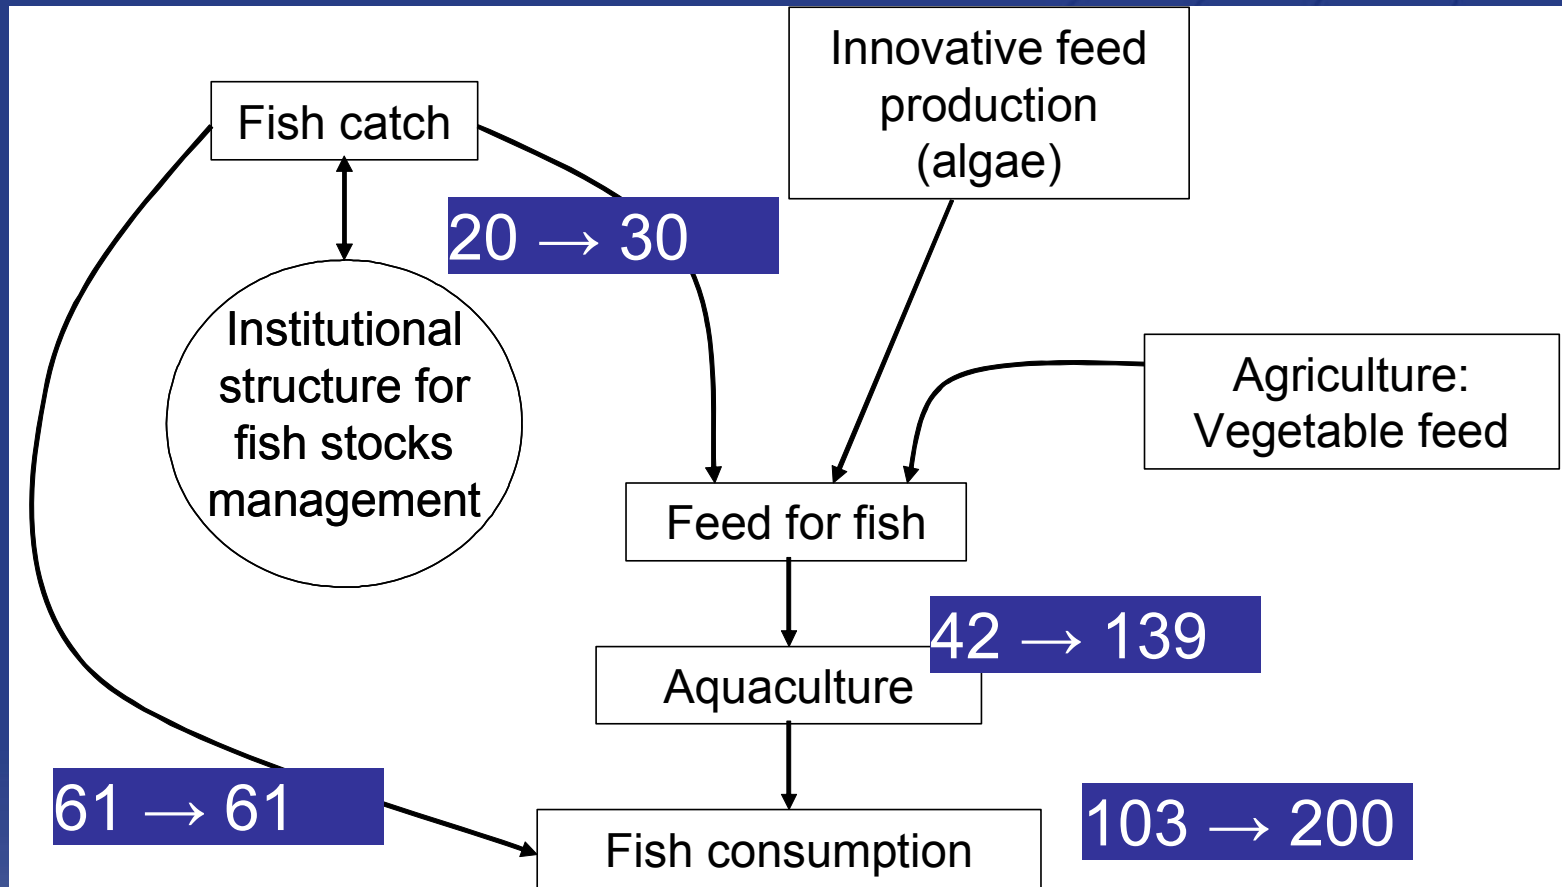 Innovative feed
production
(algae)
Fish catch
20 → 30
Institutional
structure for
fish stocks
management
Agriculture:
Vegetable feed
Feed for fish
42 → 139
Aquaculture
61 → 61
103 → 200
Fish consumption